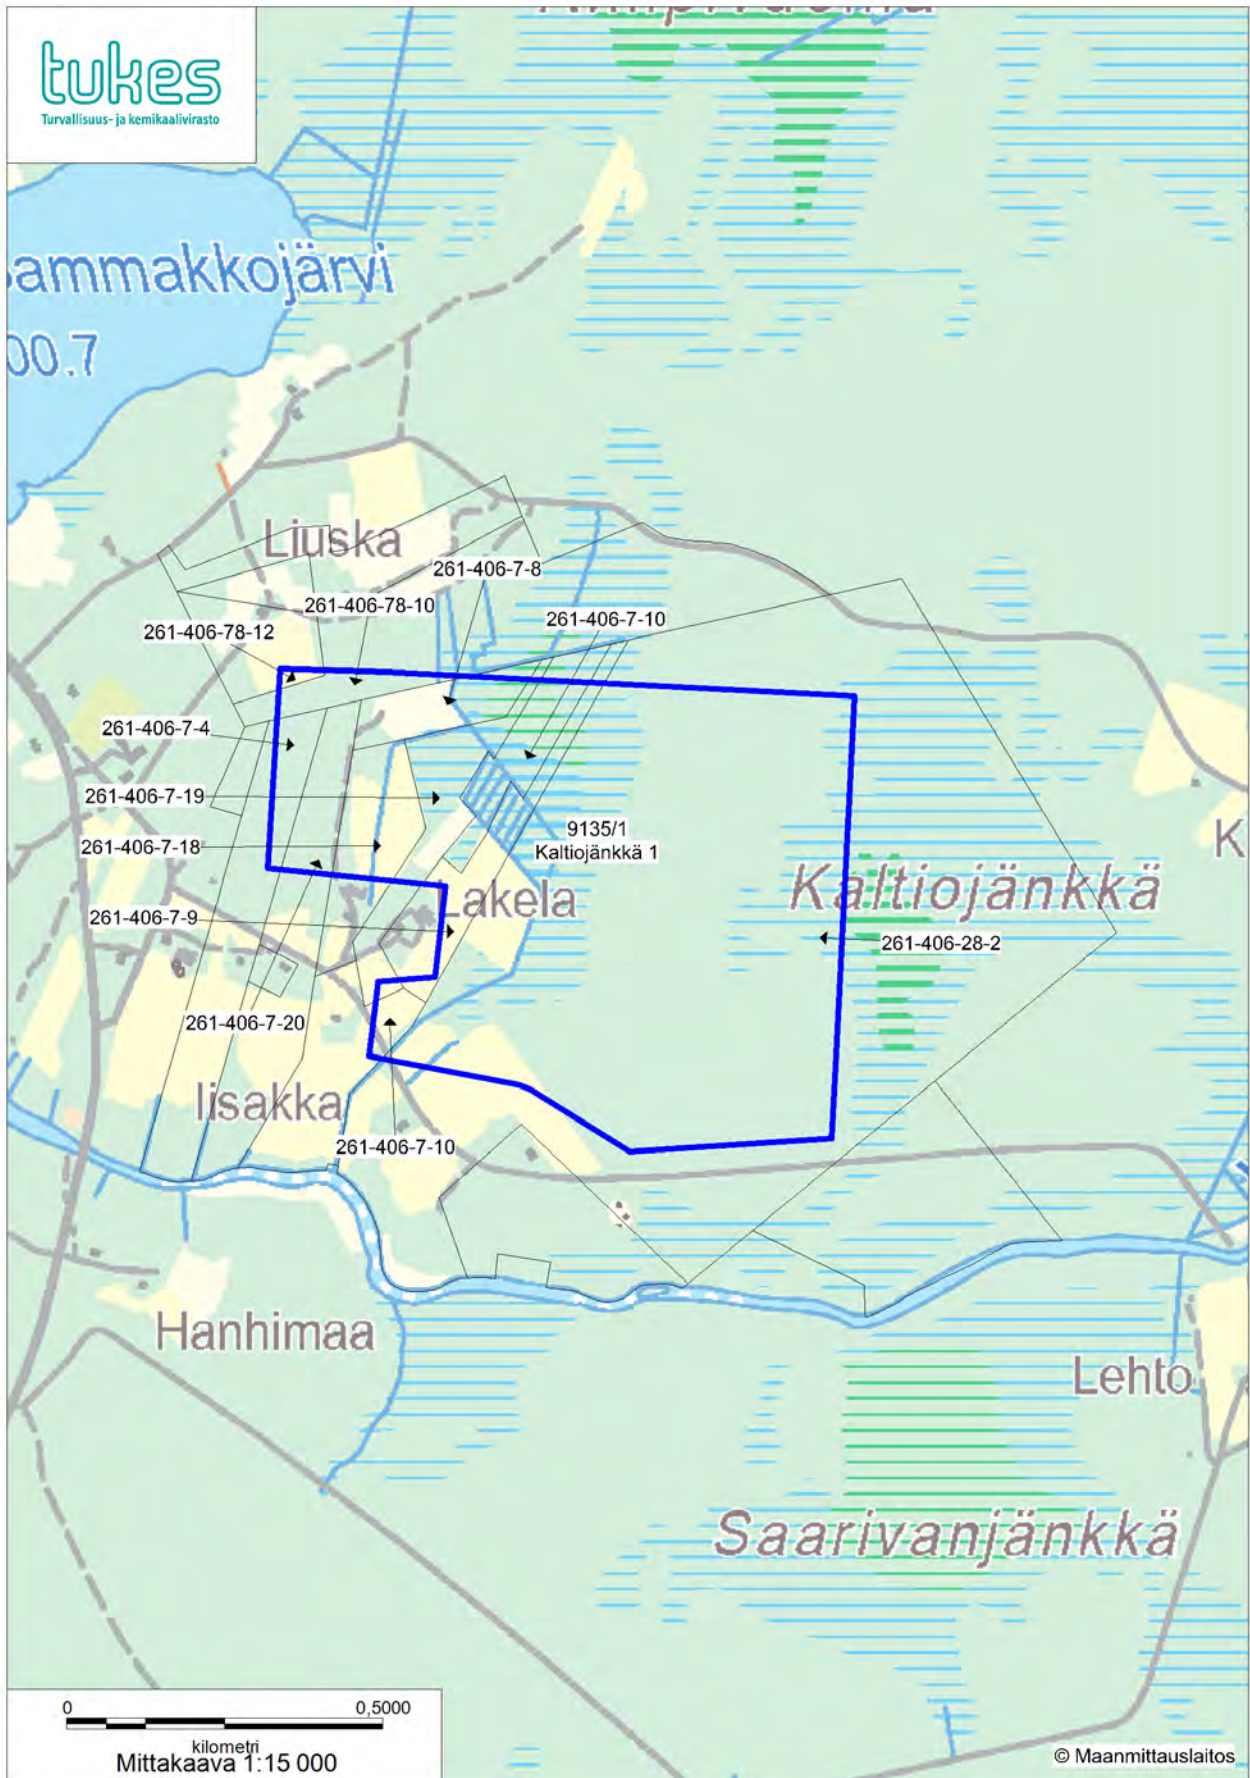 tukes
Turvallisuus- ja kemikaalivirasto
ammakkojärvi
00.7
Liuska
261-406-7-8
261-406-78-10
261-406-7-10
261-406-78-12
261-406-7-4
261-406-7-19
261-406-7-18
9135/1
Kaltiojänkkä 1
K
Kaltiojänkkä
Lakela
261-406-7-9
261-406-28-2
261-406-7-20
Iisakka
261-406-7-10
Hanhimaa
Lehto
Saarivanjänkkä
0 0,5000
kilometri
Mittakaava 1:15 000
© Maanmittauslaitos